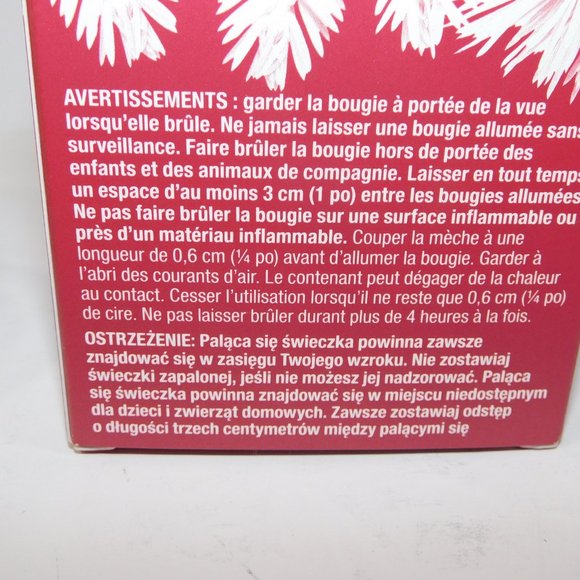 AVERTISSEMENTS : garder la bougie à portée de la vue
lorsqu'elle brûle. Ne jamais laisser une bougie allumée sans
surveillance. Faire brûler la bougie hors de portée des
enfants et des animaux de compagnie. Laisser en tout temps
un espace d'au moins 3 cm (1 po) entre les bougies allumées.
Ne pas faire brûler la bougie sur une surface inflammable ou
près d'un matériau inflammable. Couper la mèche à une
longueur de 0,6 cm (¼ po) avant d'allumer la bougie. Garder à
l'abri des courants d'air. Le contenant peut dégager de la chaleur
au contact. Cesser l'utilisation lorsqu'il ne reste que 0,6 cm (¼ po)
de cire. Ne pas laisser brûler durant plus de 4 heures à la fois.
OSTRZEŻENIE: Paląca się świeczka powinna zawsze
znajdować się w zasięgu Twojego wzroku. Nie zostawiaj
świeczki zapalonej, jeśli nie możesz jej nadzorować. Paląca
się świeczka powinna znajdować się w miejscu niedostępnym
dla dzieci i zwierząt domowych. Zawsze zostawiaj odstęp
o długości trzech centymetrów między palącymi się